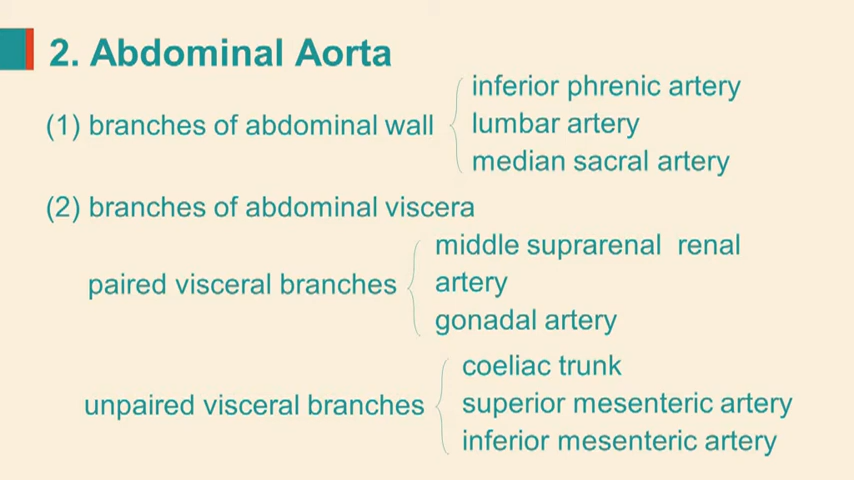 2. Abdominal Aorta
(1) branches of abdominal wall
inferior phrenic artery
lumbar artery
median sacral artery
(2) branches of abdominal viscera
paired visceral branches
middle suprarenal renal
artery
gonadal artery
unpaired visceral branches
coeliac trunk
superior mesenteric artery
inferior mesenteric artery